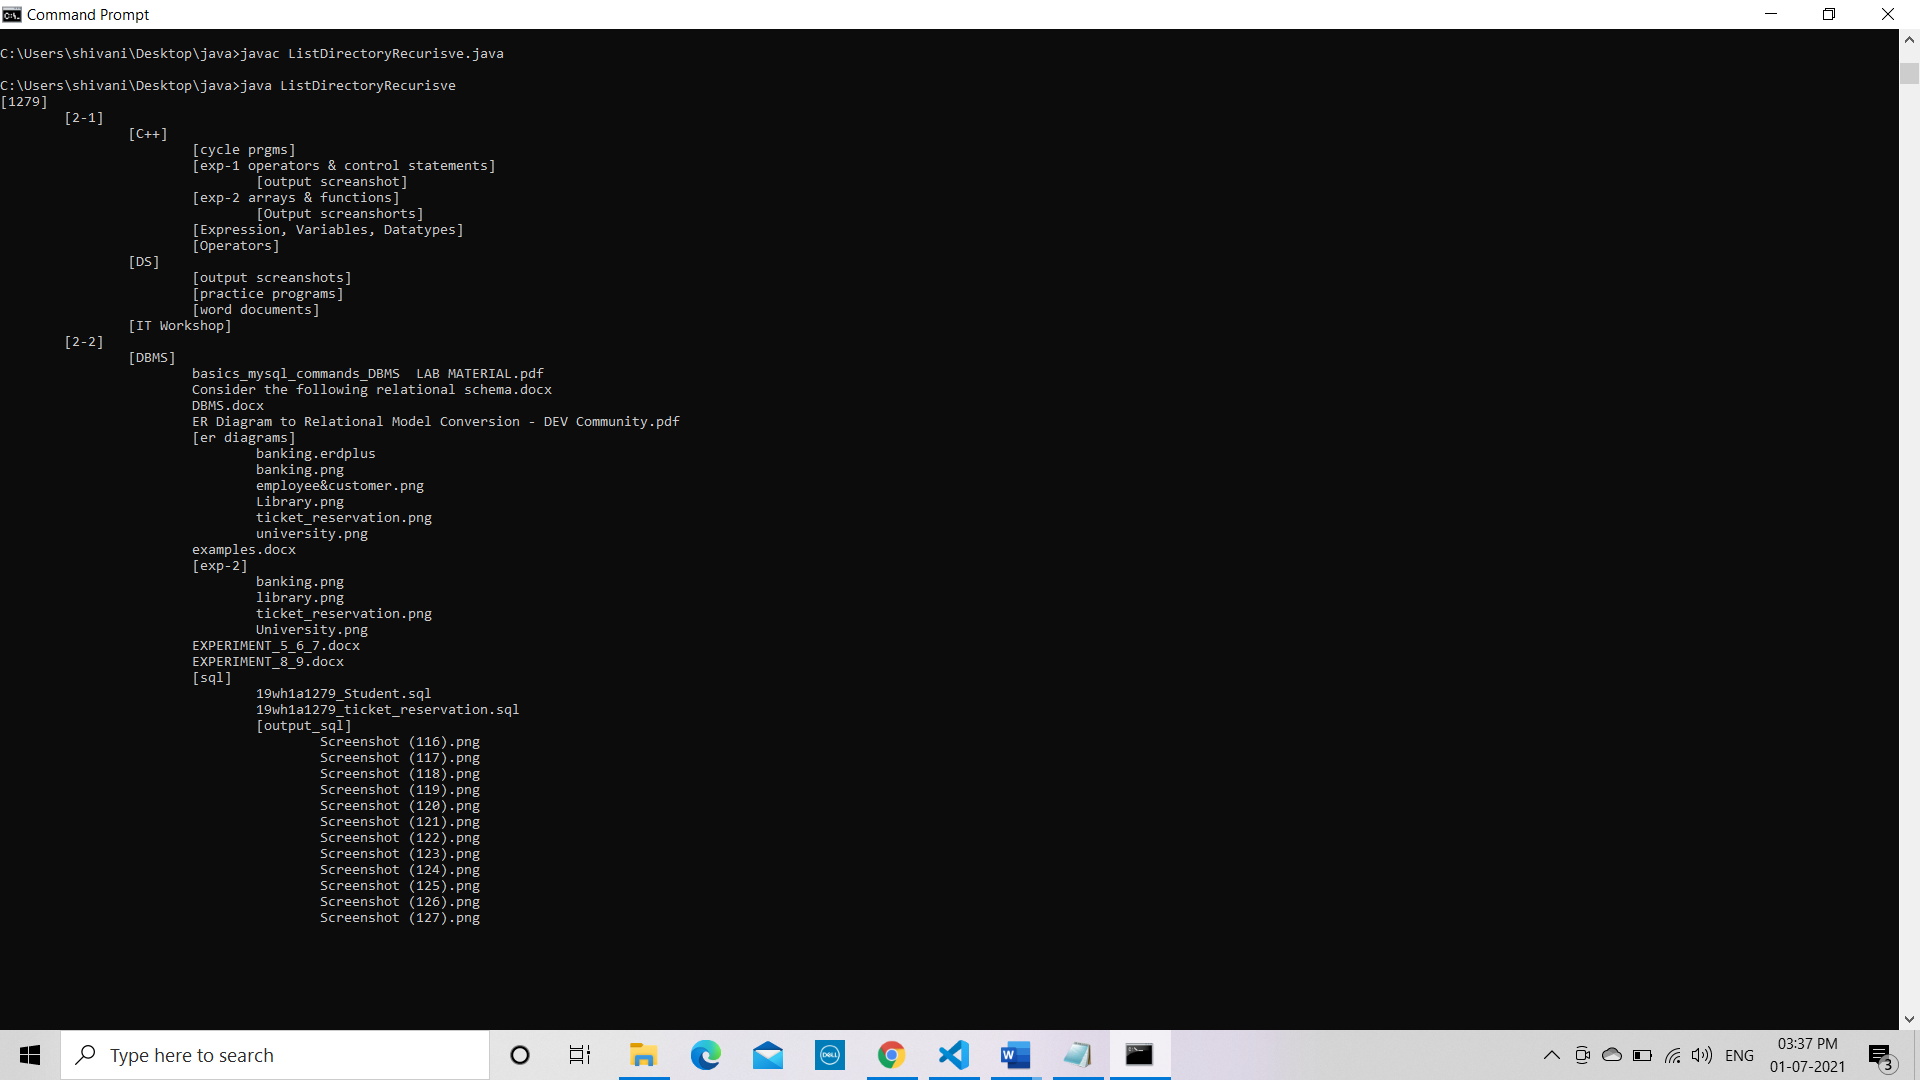 Command Prompt
C:\Users\shivani\Desktop\java>javac ListDirectoryRecurisve.java
C:\Users\shivani\Desktop\java>java ListDirectoryRecurisve
[1279]
[2-1]
[C++]
[cycle prgms]
[exp-1 operators & control statements]
[output screanshot]
[exp-2 arrays & functions]
[Output screanshorts]
[Expression, Variables, Datatypes]
[Operators]
[DS]
[output screanshots]
[practice programs]
[word documents]
[IT Workshop]
[2-2]
[DBMS]
basics_mysql_commands_DBMS  LAB MATERIAL.pdf
Consider the following relational schema.docx
DBMS.docx
ER Diagram to Relational Model Conversion - DEV Community.pdf
[er diagrams]
banking.erdplus
banking.png
employee&customer.png
Library.png
ticket_reservation.png
university.png
examples.docx
[exp-2]
banking.png
library.png
ticket_reservation.png
University.png
EXPERIMENT_5_6_7.docx
EXPERIMENT_8_9.docx
[sql]
19wh1a1279_Student.sql
19wh1a1279_ticket_reservation.sql
[output_sql]
Screenshot (116).png
Screenshot (117).png
Screenshot (118).png
Screenshot (119).png
Screenshot (120).png
Screenshot (121).png
Screenshot (122).png
Screenshot (123).png
Screenshot (124).png
Screenshot (125).png
Screenshot (126).png
Screenshot (127).png
Type here to search
DELL
W
ENG
03:37 PM
01-07-2021
3